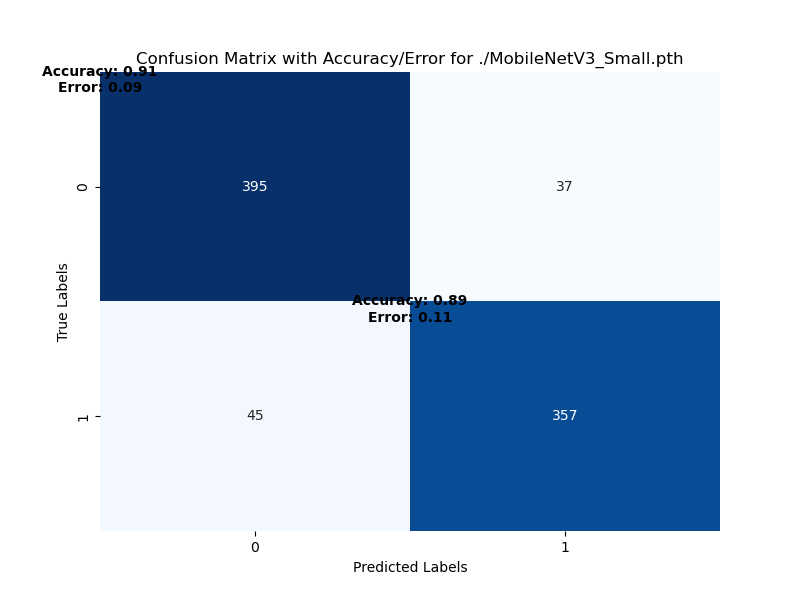 Confusion Matrix with Accuracy/Error for ./MobileNetV3_Small.pth
Accuracy: 0.91
Error: 0.09
0
395
37
Accuracy: 0.89
Error: 0.11
True Labels
1
45
357
0
1
Predicted Labels